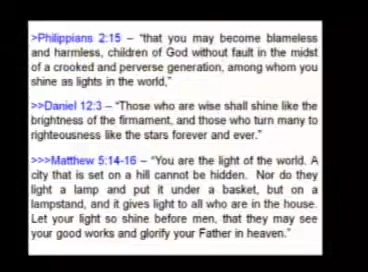 >Philippians 2:15 – "that you may become blameless
and harmless, children of God without fault in the midst
of a crooked and perverse generation, among whom you
shine as lights in the world,"
>>Daniel 12:3 – "Those who are wise shall shine like the
brightness of the firmament, and those who turn many to
righteousness like the stars forever and ever."
>>>Matthew 5:14-16 – "You are the light of the world. A
city that is set on a hill cannot be hidden. Nor do they
light a lamp and put it under a basket, but on a
lampstand, and it gives light to all who are in the house.
Let your light so shine before men, that they may see
your good works and glorify your Father in heaven."